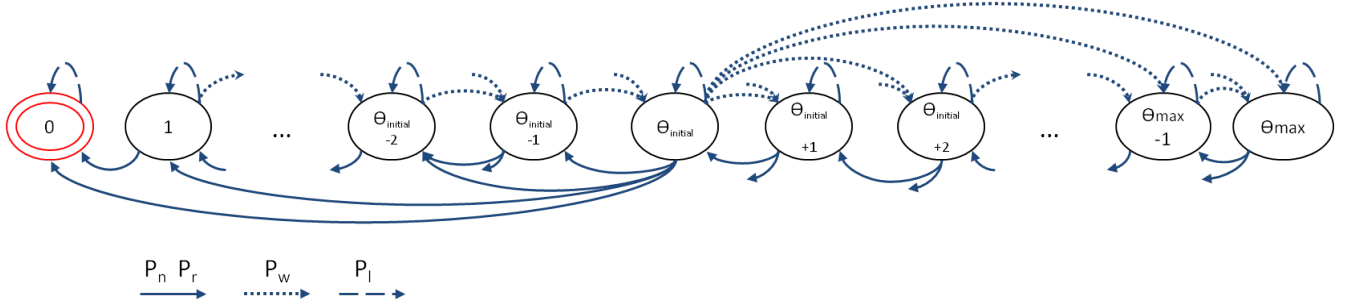 0
1
...
ϴinitial
-2
ϴinitial
-1
ϴinitial
ϴinitial
+1
ϴinitial
+2
...
ϴmax
-1
ϴmax
Pn Pr
Pw
Pl